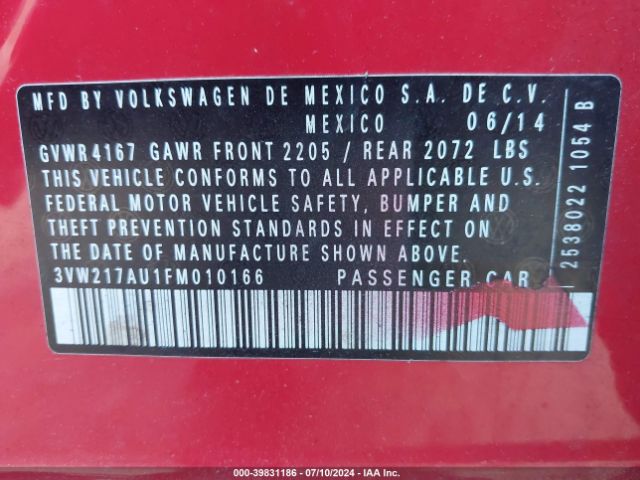 MFD BY VOLKSWAGEN DE MEXICO S.A. DE C.V.
MEXICO 06/14
GVWR 4167 GAWR FRONT 2205 / REAR 2072 LBS
THIS VEHICLE CONFORMS TO ALL APPLICABLE U.S.
FEDERAL MOTOR VEHICLE SAFETY, BUMPER AND
THEFT PREVENTION STANDARDS IN EFFECT ON
THE DATE OF MANUFACTURE SHOWN ABOVE.
3VW217AU1FM010166 PASSENGER CAR
2538022 1054 B
000-39831186 - 07/10/2024 - IAA Inc.